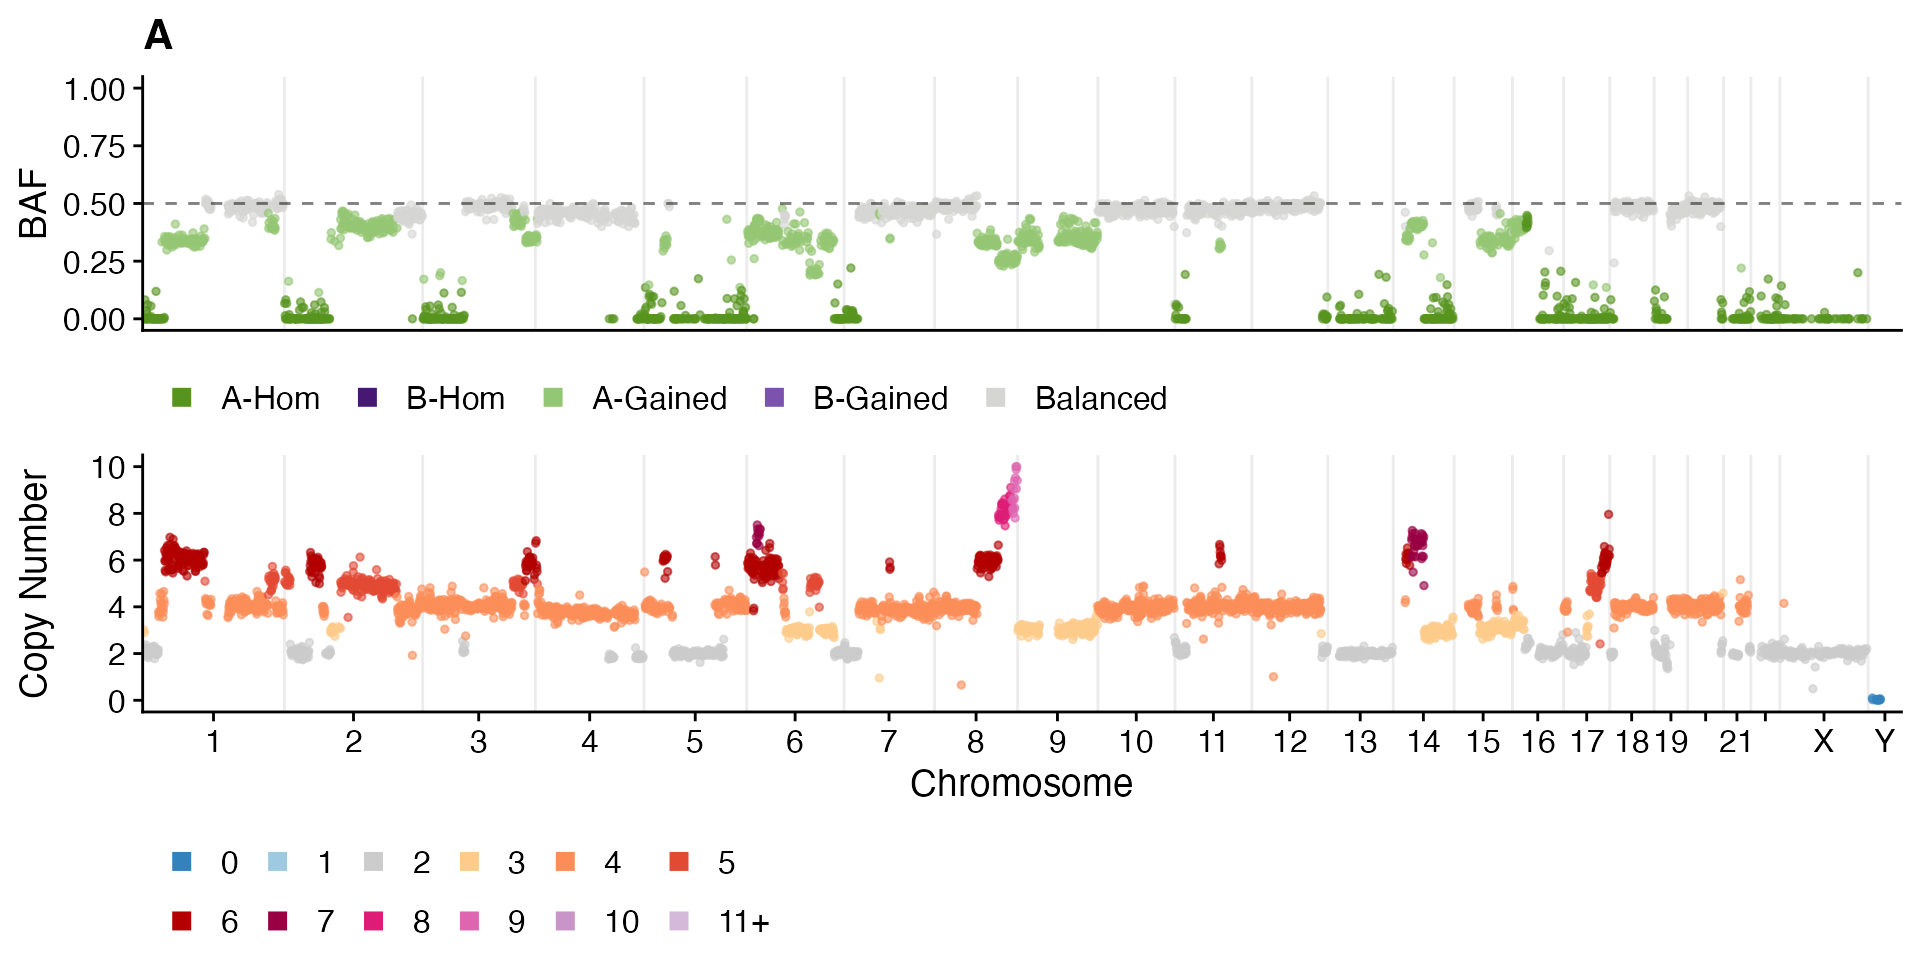 A
1.00
0.75
0.50
0.25
0.00
BAF
A-Hom B-Hom A-Gained B-Gained Balanced
10
8
6
4
2
0
Copy Number
1 2 3 4 5 6 7 8 9 10 11 12 13 14 15 16 17 18 19 21 X Y
Chromosome
0 1 2 3 4 5
6 7 8 9 10 11+